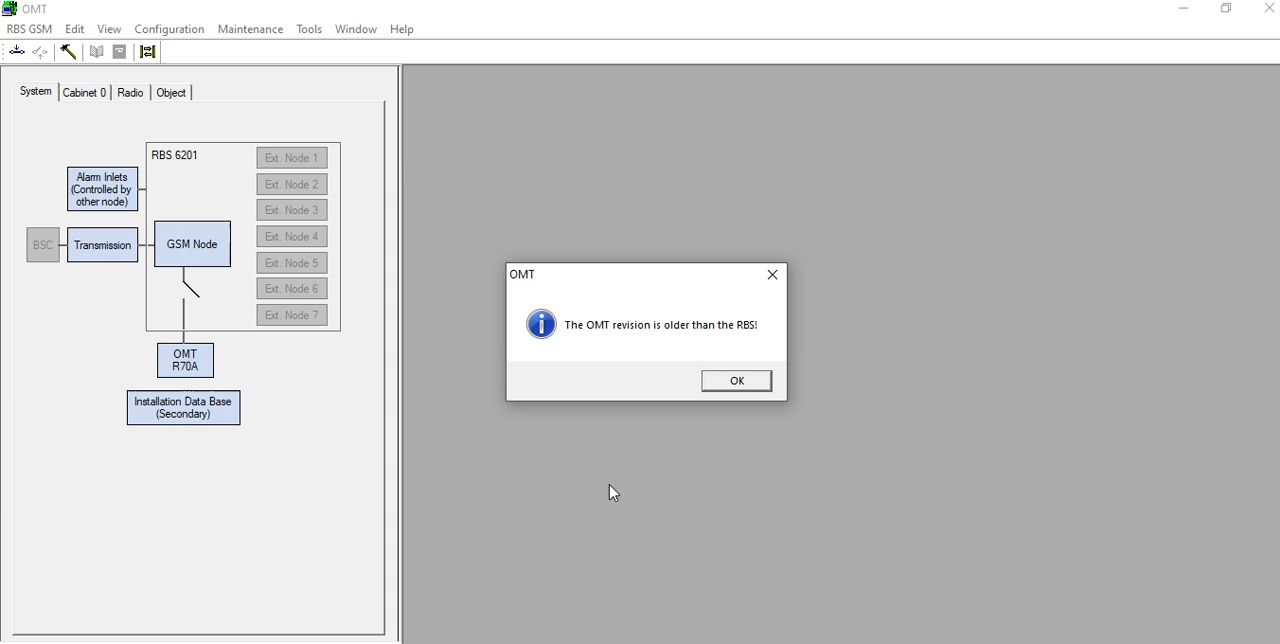 OMT
RBS GSM Edit View Configuration Maintenance Tools Window Help
System Cabinet 0 Radio Object
RBS 6201
Ext. Node 1
Alarm Inlets
(Controlled by
other node)
Ext. Node 2
Ext. Node 3
BSC Transmission GSM Node
Ext. Node 4
Ext. Node 5
Ext. Node 6
Ext. Node 7
OMT
R70A
Installation Data Base
(Secondary)
OMT
The OMT revision is older than the RBS!
OK